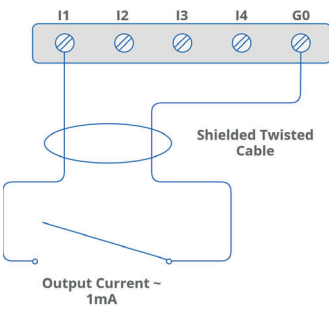 I1 I2 I3 I4 G0
Shielded Twisted
Cable
Output Current ~
1mA